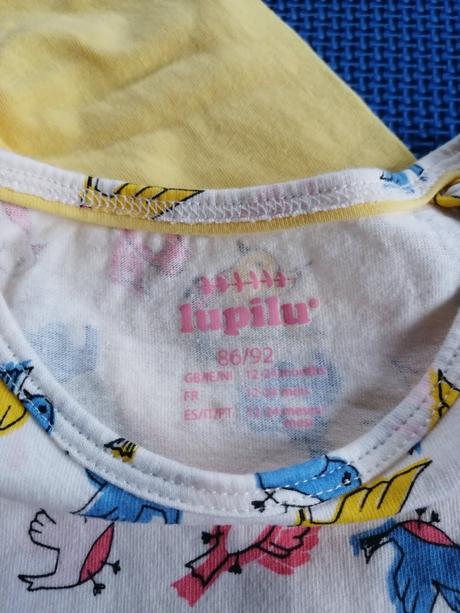 lupilu®
86/92
GB/IE/NI 12-24 months
FR 12-24 mois
ES/IT/PT 12-24 meses
mesi